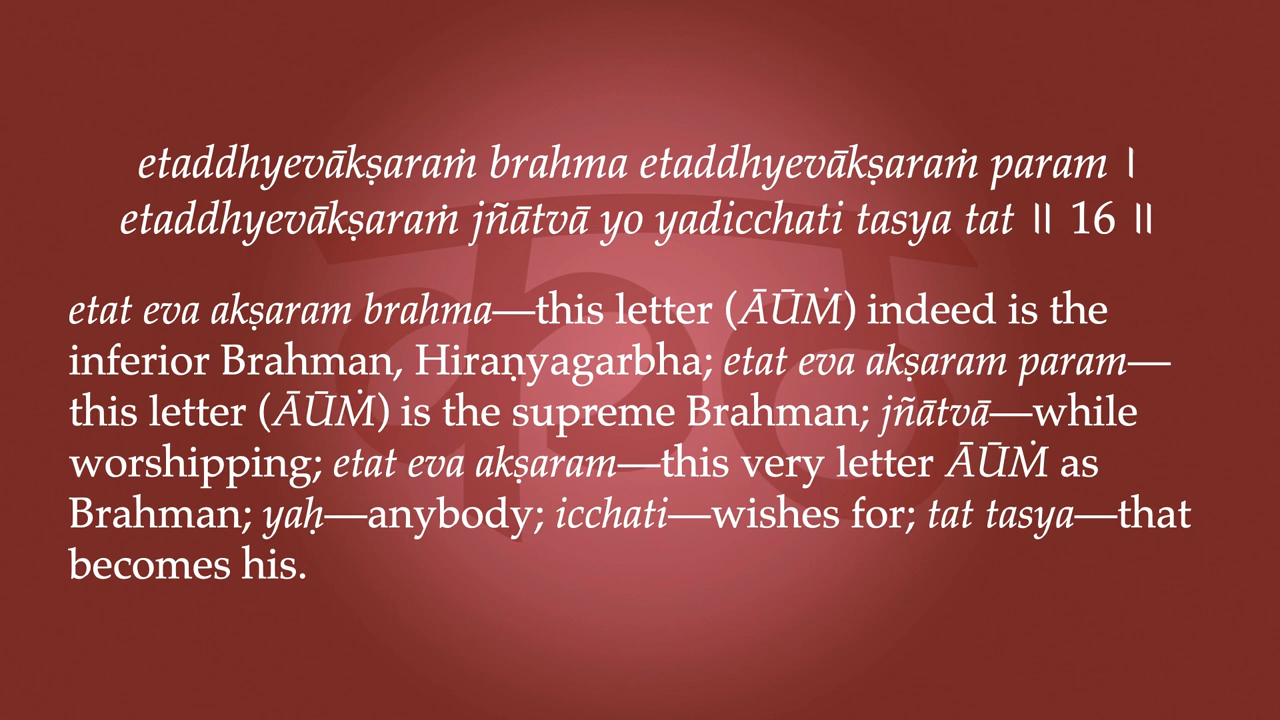 etaddhyevākṣaraṁ brahma etaddhyevākṣaraṁ param ।
etaddhyevākṣaraṁ jñātvā yo yadicchati tasya tat ॥ 16 ॥
etat eva akṣaram brahma—this letter (ĀŪṀ) indeed is the
inferior Brahman, Hiraṇyagarbha; etat eva akṣaram param—
this letter (ĀŪṀ) is the supreme Brahman; jñātvā—while
worshipping; etat eva akṣaram—this very letter ĀŪṀ as
Brahman; yaḥ—anybody; icchati—wishes for; tat tasya—that
becomes his.